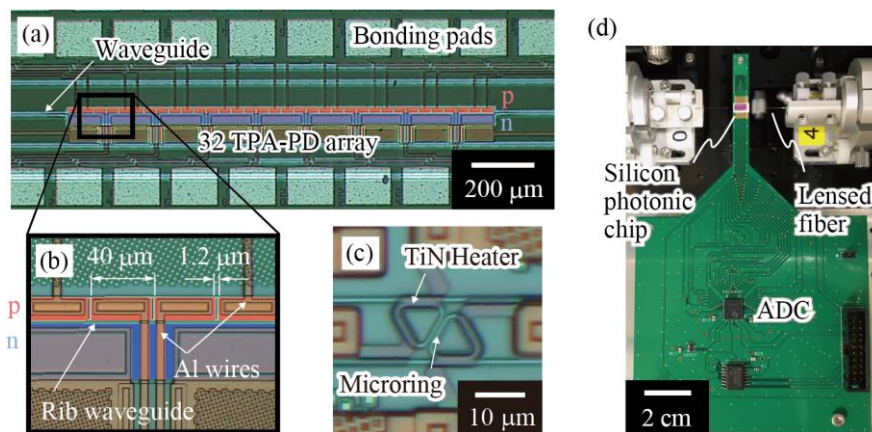 (a)
Waveguide
Bonding pads
p
n
32 TPA-PD array
200 μm
(b)
40 μm
1.2 μm
p
n
Al wires
Rib waveguide
(c)
TiN Heater
Microring
10 μm
(d)
0
4
Silicon
photonic
chip
Lensed
fiber
ADC
2 cm